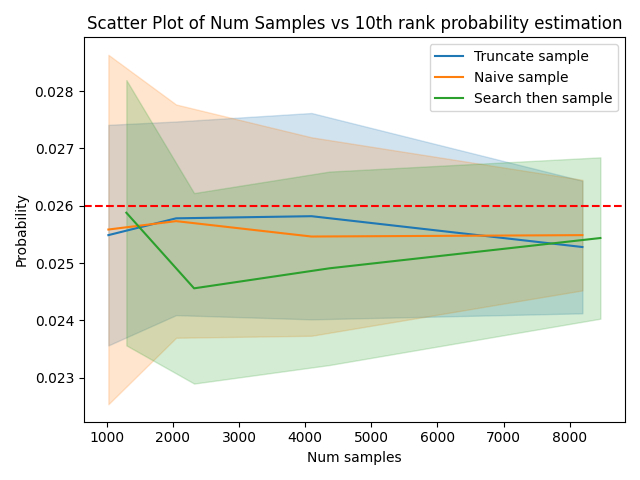 Scatter Plot of Num Samples vs 10th rank probability estimation
Truncate sample
Naive sample
Search then sample
Probability
0.028
0.027
0.026
0.025
0.024
0.023
1000 2000 3000 4000 5000 6000 7000 8000
Num samples